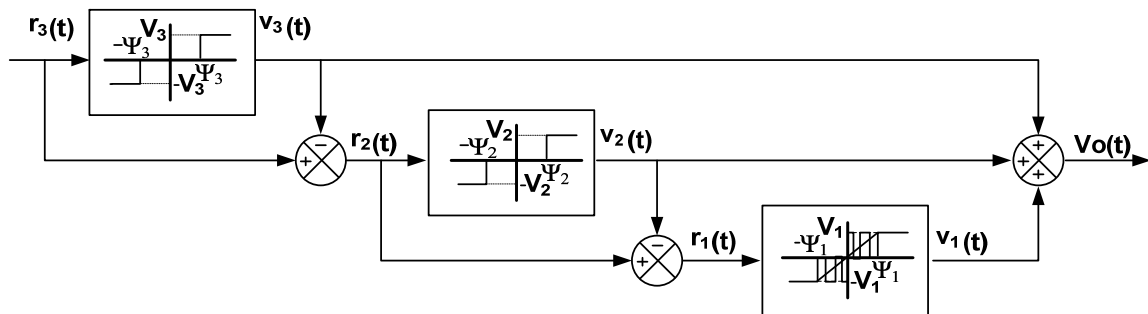 r3(t)
V3
v3(t)
−Ψ3
Ψ3
-V3
−
+
r2(t)
V2
v2(t)
−Ψ2
Ψ2
-V2
+
+
+
Vo(t)
−
+
r1(t)
V1
v1(t)
−Ψ1
Ψ1
-V1